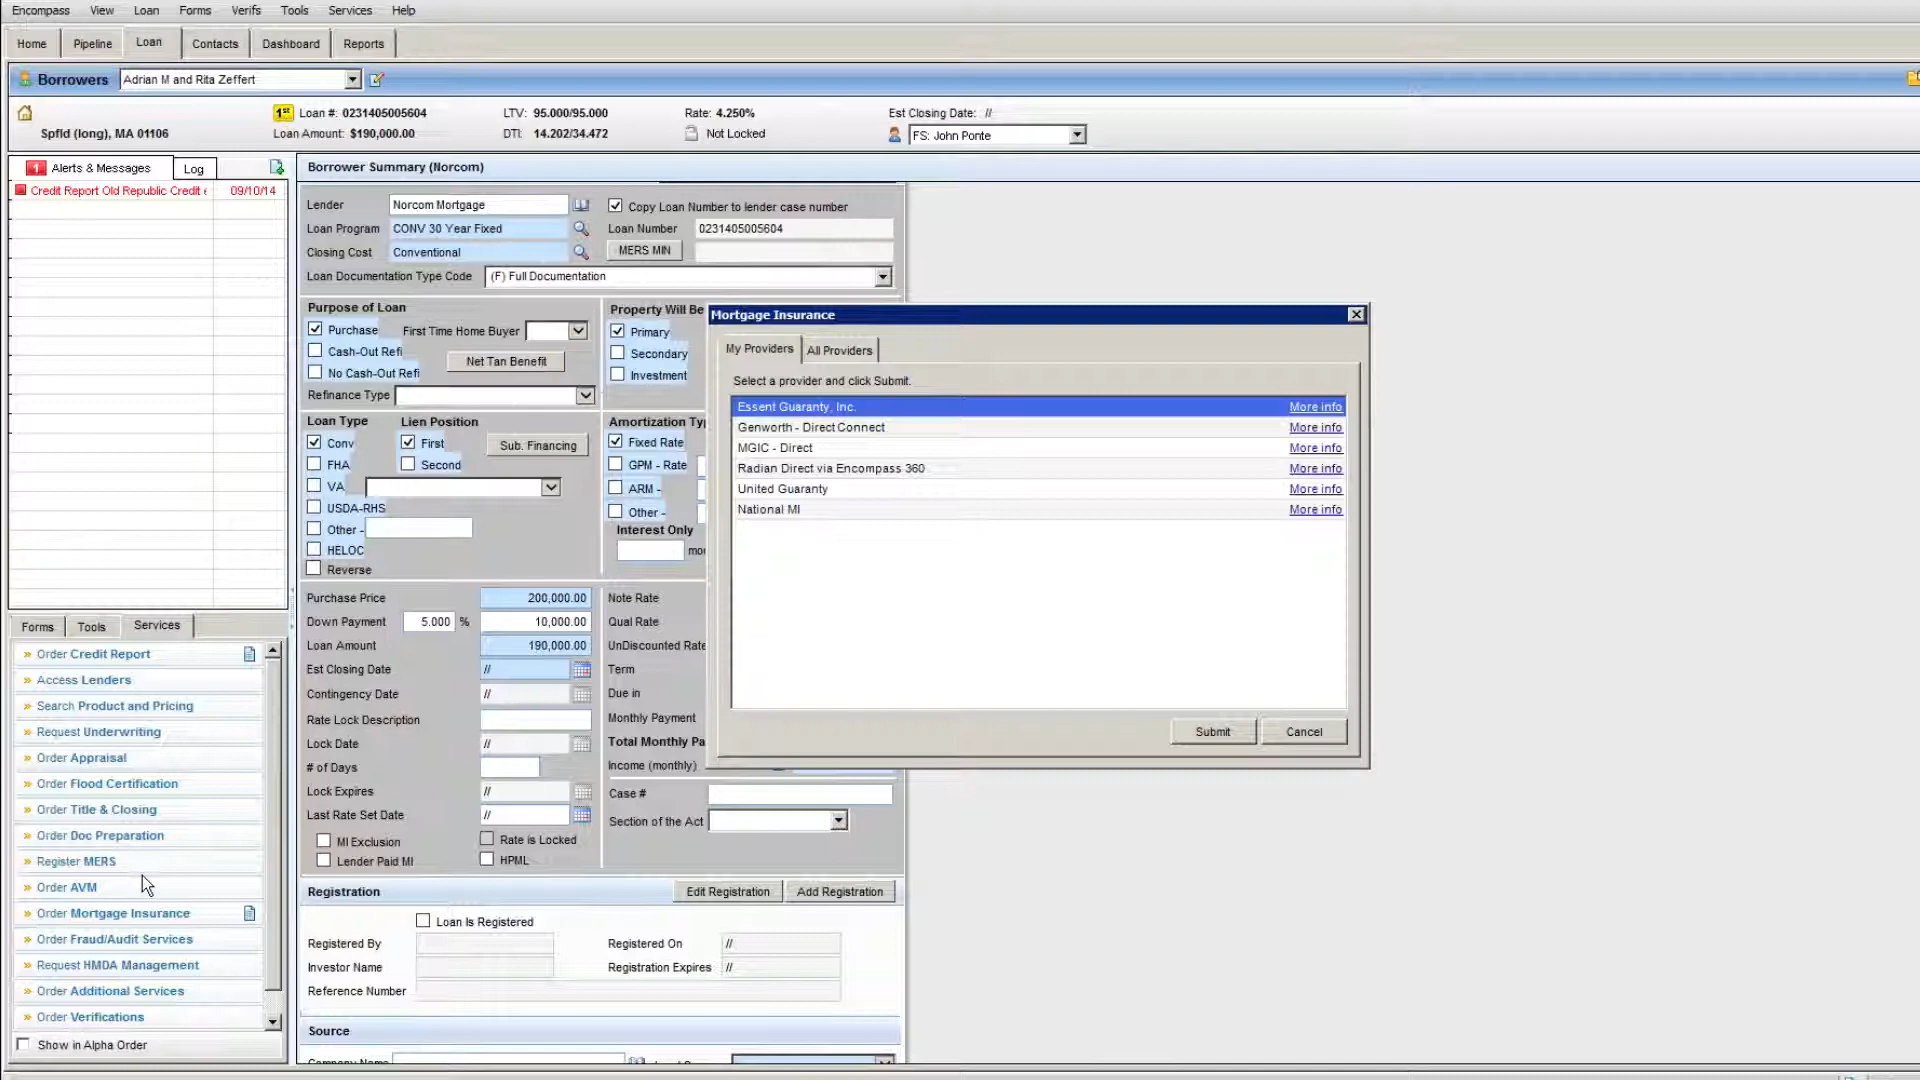 Encompass View Loan Forms Verifs Tools Services Help
Home Pipeline Loan Contacts Dashboard Reports
Borrowers Adrian M and Rita Zeffert
1st Loan #: 0231405005604 LTV: 95.000/95.000 Rate: 4.250% Est Closing Date: //
Spfld (long), MA 01106 Loan Amount: $190,000.00 DTI: 14.202/34.472 Not Locked FS: John Ponte
1 Alerts & Messages Log
Credit Report Old Republic Credit 09/10/14
Borrower Summary (Norcom)
Lender Norcom Mortgage Copy Loan Number to lender case number
Loan Program CONV 30 Year Fixed Loan Number 0231405005604
Closing Cost Conventional MERS MIN
Loan Documentation Type Code (F) Full Documentation
Purpose of Loan
Purchase First Time Home Buyer
Cash-Out Refi
Net Tan Benefit
No Cash-Out Refi
Refinance Type
Property Will Be
Primary
Secondary
Investment
Loan Type Lien Position
Conv First Sub. Financing
FHA Second
VA
USDA-RHS
Other -
HELOC
Reverse
Fixed Rate
GPM - Rate
ARM -
Other -
Interest Only
Purchase Price 200,000.00
Down Payment 5.000 % 10,000.00
Loan Amount 190,000.00
Est Closing Date //
Contingency Date //
Rate Lock Description
Lock Date //
# of Days
Lock Expires //
Last Rate Set Date //
MI Exclusion Rate is Locked
Lender Paid MI HPML
Note Rate
Qual Rate
UnDiscounted Rate
Term
Due in
Monthly Payment
Total Monthly Pa
Income (monthly)
Case #
Section of the Act
Registration Edit Registration Add Registration
Loan Is Registered
Registered By Registered On //
Investor Name Registration Expires //
Reference Number
Source
Mortgage Insurance
My Providers All Providers
Select a provider and click Submit.
Essent Guaranty, Inc. More info
Genworth - Direct Connect More info
MGIC - Direct More info
Radian Direct via Encompass 360 More info
United Guaranty More info
National MI More info
Submit Cancel
Forms Tools Services
» Order Credit Report
» Access Lenders
» Search Product and Pricing
» Request Underwriting
» Order Appraisal
» Order Flood Certification
» Order Title & Closing
» Order Doc Preparation
» Register MERS
» Order AVM
» Order Mortgage Insurance
» Order Fraud/Audit Services
» Request HMDA Management
» Order Additional Services
» Order Verifications
Show in Alpha Order